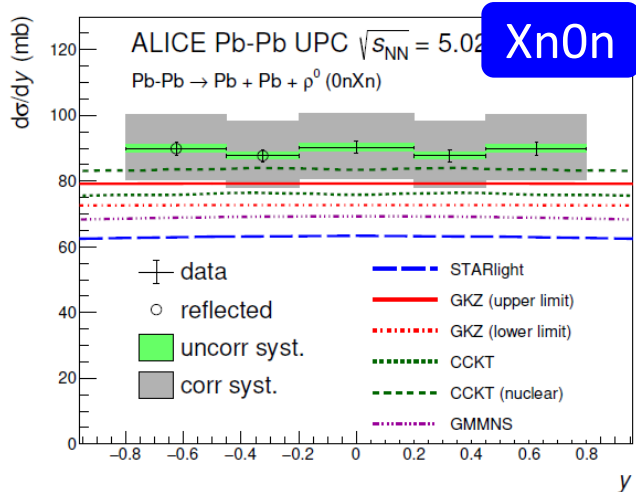 Xn0n
ALICE Pb-Pb UPC √sNN = 5.02
Pb-Pb → Pb + Pb + ρ⁰ (0nXn)
dσ/dy (mb)
120
100
80
60
40
20
0
data
reflected
uncorr syst.
corr syst.
STARlight
GKZ (upper limit)
GKZ (lower limit)
CCKT
CCKT (nuclear)
GMMNS
−0.8 −0.6 −0.4 −0.2 0 0.2 0.4 0.6 0.8
y